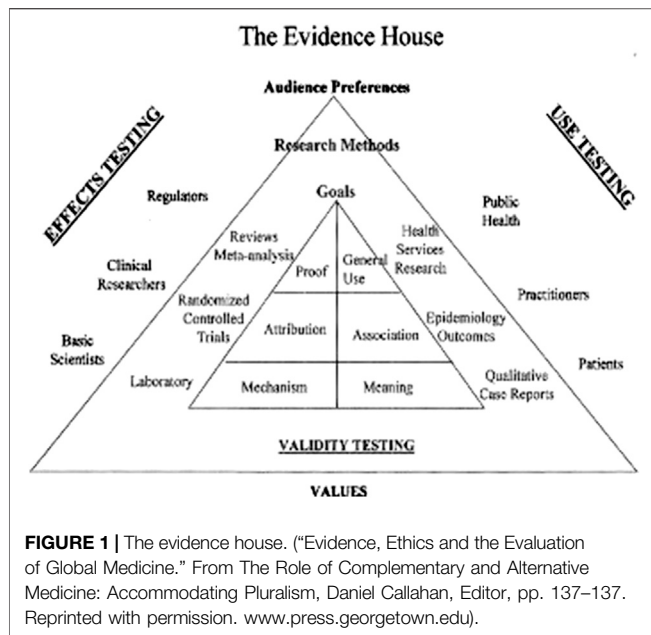 The Evidence House
Audience Preferences
EFFECTS TESTING
USE TESTING
Research Methods
Goals
Regulators
Public
Health
Reviews
Meta-analysis
Health
Services
Research
Proof
General
Use
Clinical
Researchers
Practitioners
Randomized
Controlled
Trials
Attribution
Association
Epidemiology
Outcomes
Basic
Scientists
Patients
Laboratory
Mechanism
Meaning
Qualitative
Case Reports
VALIDITY TESTING
VALUES
FIGURE 1 | The evidence house. (“Evidence, Ethics and the Evaluation
of Global Medicine.” From The Role of Complementary and Alternative
Medicine: Accommodating Pluralism, Daniel Callahan, Editor, pp. 137–137.
Reprinted with permission. www.press.georgetown.edu).